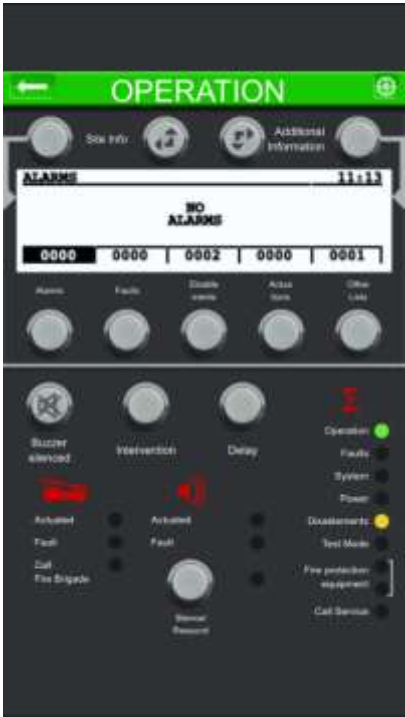 OPERATION
Site Info
Additional
Information
ALARMS 11:13
NO
ALARMS
0000 0000 0002 0000 0001
Alarms
Faults
Disable
ments
Actua
tions
Other
Lists
Buzzer
silenced
Intervention
Delay
Operation
Faults
System
Power
Disablements
Test Mode
Fire protection
equipment
Call Service
Actuated
Fault
Call
Fire Brigade
Actuated
Fault
Manual
Resound